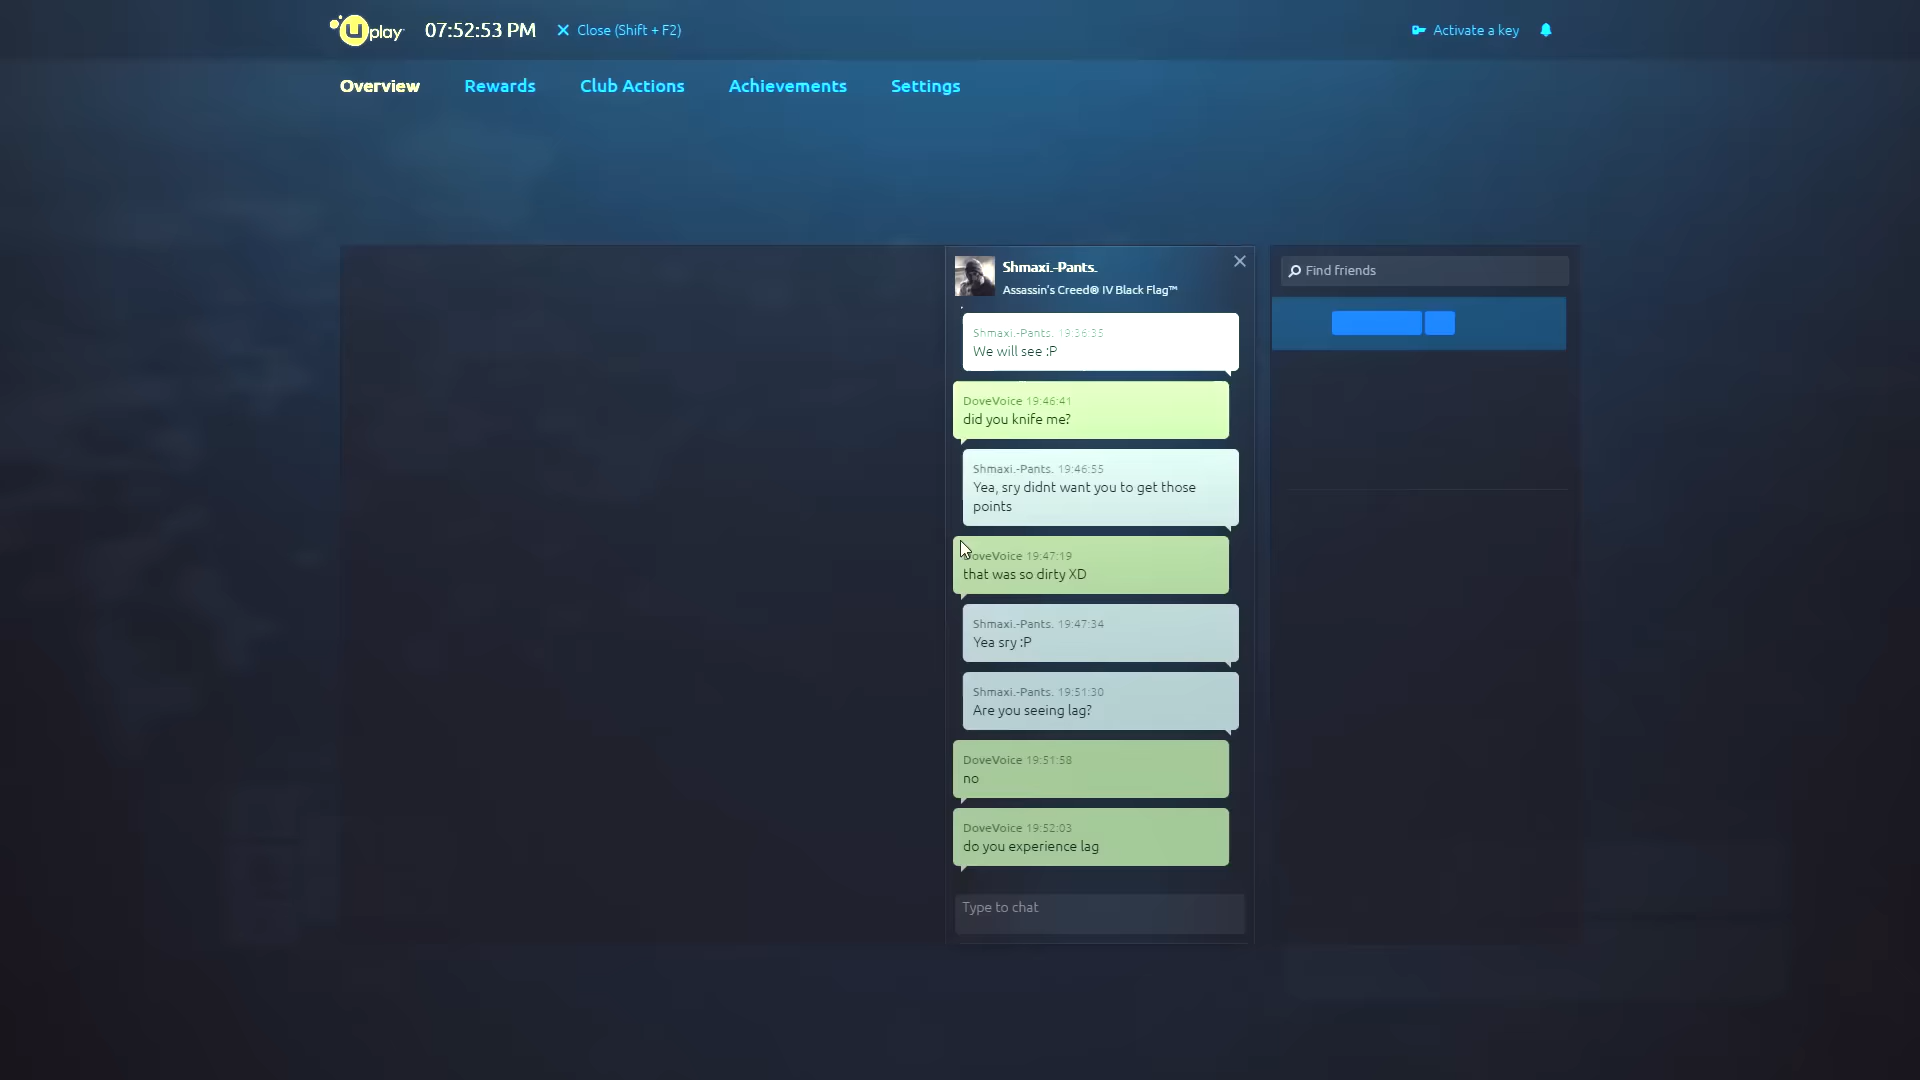 Uplay
07:52:53 PM
Close (Shift + F2)
Activate a key
Overview
Rewards
Club Actions
Achievements
Settings
Shmaxi.-Pants.
Assassin's Creed® IV Black Flag™
Shmaxi.-Pants. 19:36:35
We will see :P
DoveVoice 19:46:41
did you knife me?
Shmaxi.-Pants. 19:46:55
Yea, sry didnt want you to get those
points
DoveVoice 19:47:19
that was so dirty XD
Shmaxi.-Pants. 19:47:34
Yea sry :P
Shmaxi.-Pants. 19:51:30
Are you seeing lag?
DoveVoice 19:51:58
no
DoveVoice 19:52:03
do you experience lag
Type to chat
Find friends